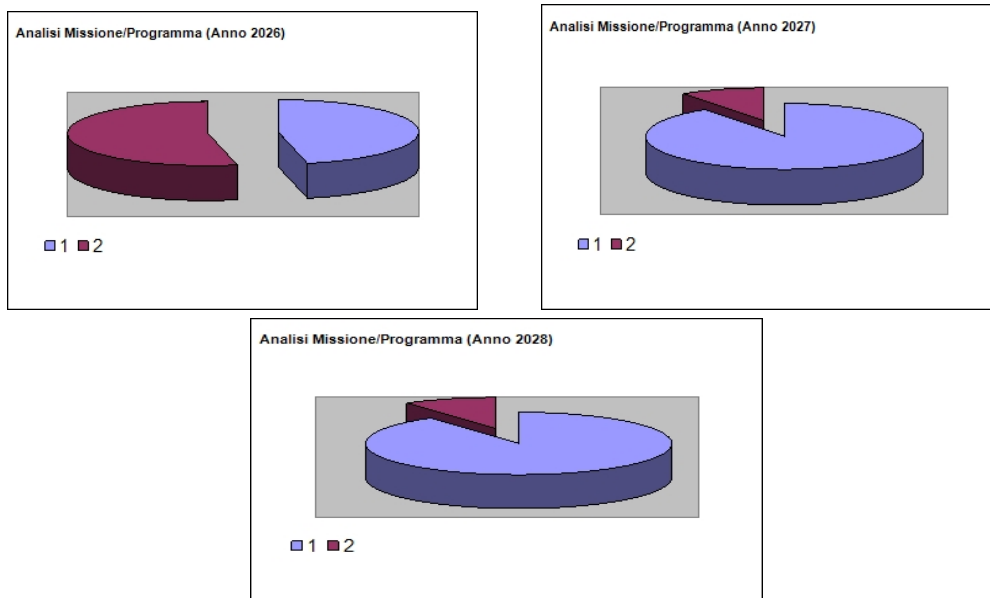 Analisi Missione/Programma (Anno 2026)
1 2
Analisi Missione/Programma (Anno 2027)
1 2
Analisi Missione/Programma (Anno 2028)
1 2